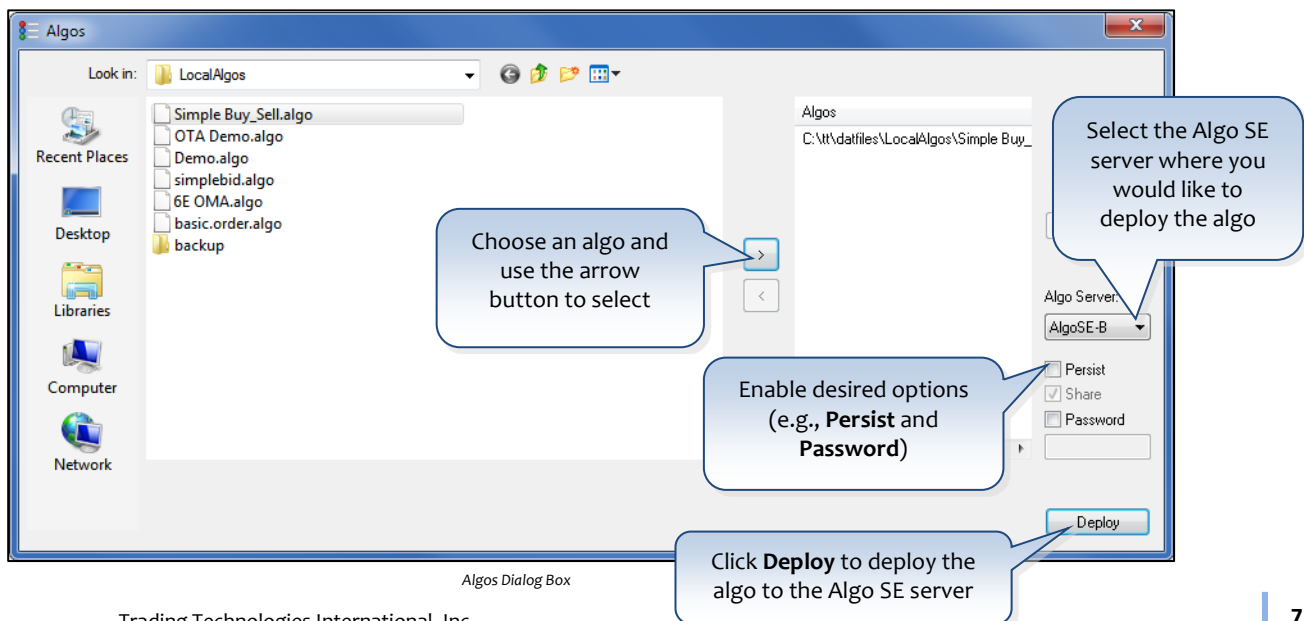 Algos
Look in:
LocalAlgos
Recent Places
Desktop
Libraries
Computer
Network
Simple Buy_Sell.algo
OTA Demo.algo
Demo.algo
simplebid.algo
6E OMA.algo
basic.order.algo
backup
Choose an algo and
use the arrow
button to select
>
<
Algos
C:\tt\datfiles\LocalAlgos\Simple Buy_
Select the Algo SE
server where you
would like to
deploy the algo
Algo Server:
AlgoSE-B
Persist
Share
Password
Enable desired options
(e.g., Persist and
Password)
Deploy
Click Deploy to deploy the
algo to the Algo SE server
Algos Dialog Box
Trading Technologies International, Inc
7